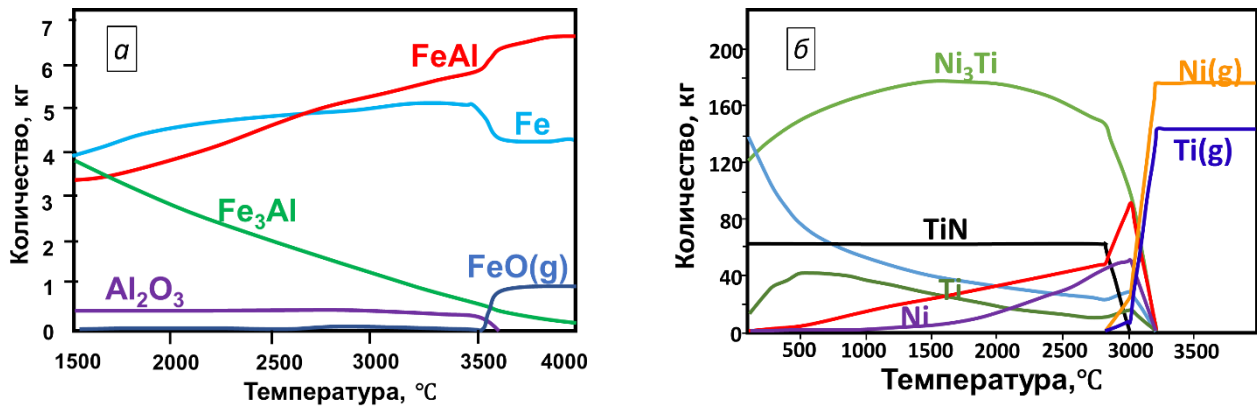 а
7
6
5
4
3
2
1
0
Количество, кг
FeAl
Fe
Fe₃Al
FeO(g)
Al₂O₃
1500 2000 2500 3000 3500 4000
Температура, °C
б
200
160
120
80
40
0
Количество, кг
Ni₃Ti
Ni(g)
Ti(g)
TiN
Ti
Ni
500 1000 1500 2000 2500 3000 3500
Температура,°C